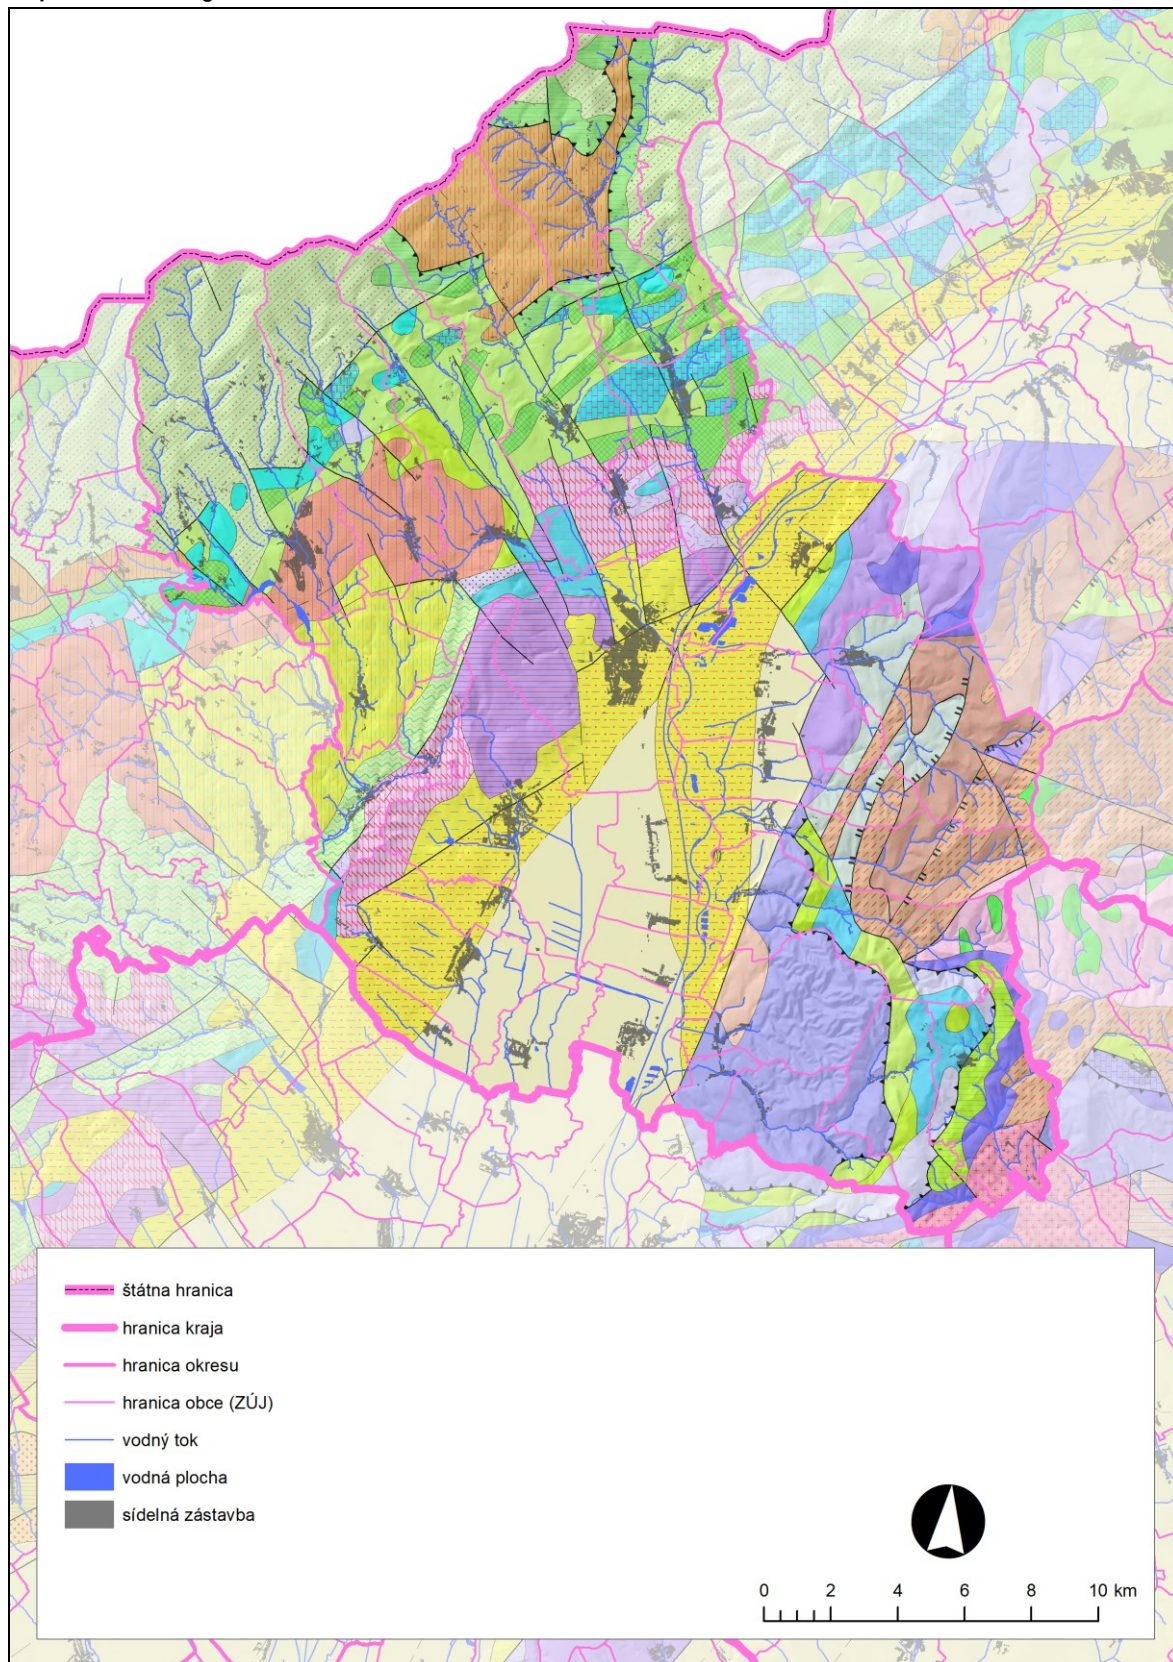 štátna hranica
hranica kraja
hranica okresu
hranica obce (ZÚJ)
vodný tok
vodná plocha
sídelná zástavba
0 2 4 6 8 10 km